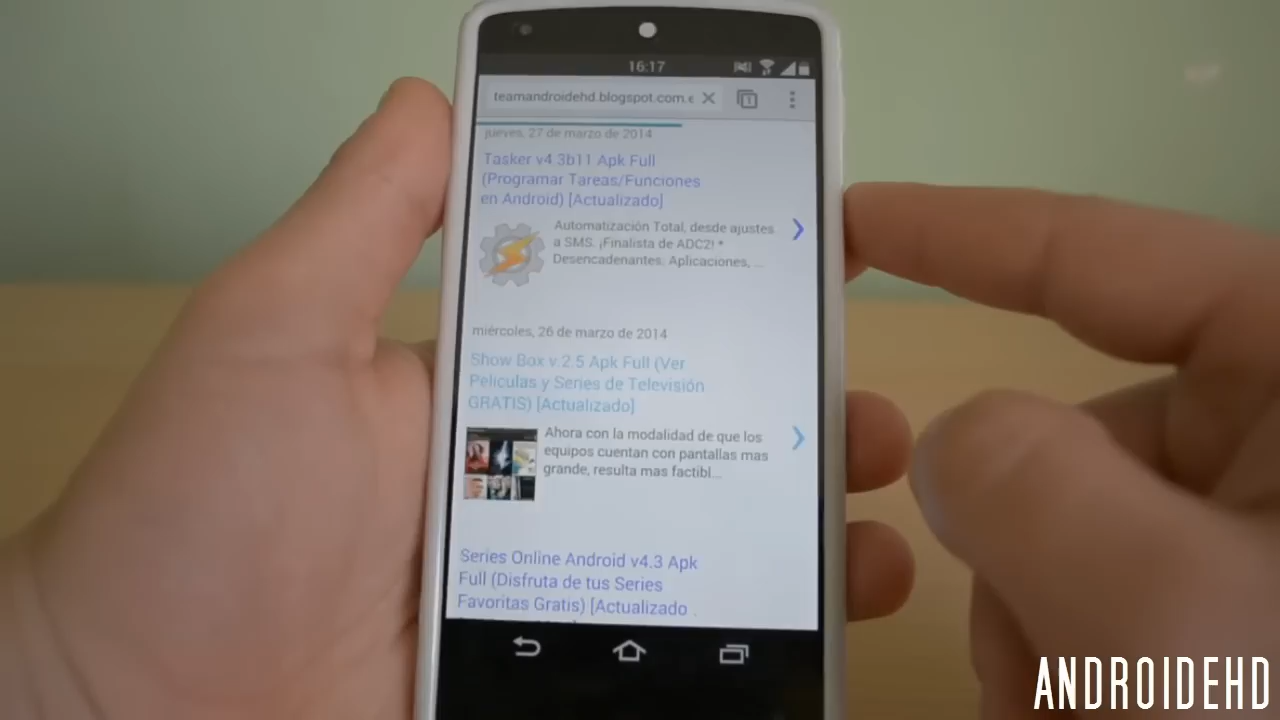 16:17
teamandroidehd.blogspot.com.e
1
jueves, 27 de marzo de 2014
Tasker v4 3b11 Apk Full
(Programar Tareas/Funciones
en Android) [Actualizado]
Automatización Total, desde ajustes
a SMS. ¡Finalista de ADC2! *
Desencadenantes: Aplicaciones, ...
miércoles, 26 de marzo de 2014
Show Box v 2.5 Apk Full (Ver
Peliculas y Series de Televisión
GRATIS) [Actualizado]
Ahora con la modalidad de que los
equipos cuentan con pantallas mas
grande, resulta mas factibl...
Series Online Android v4.3 Apk
Full (Disfruta de tus Series
Favoritas Gratis) [Actualizado
ANDROIDEHD